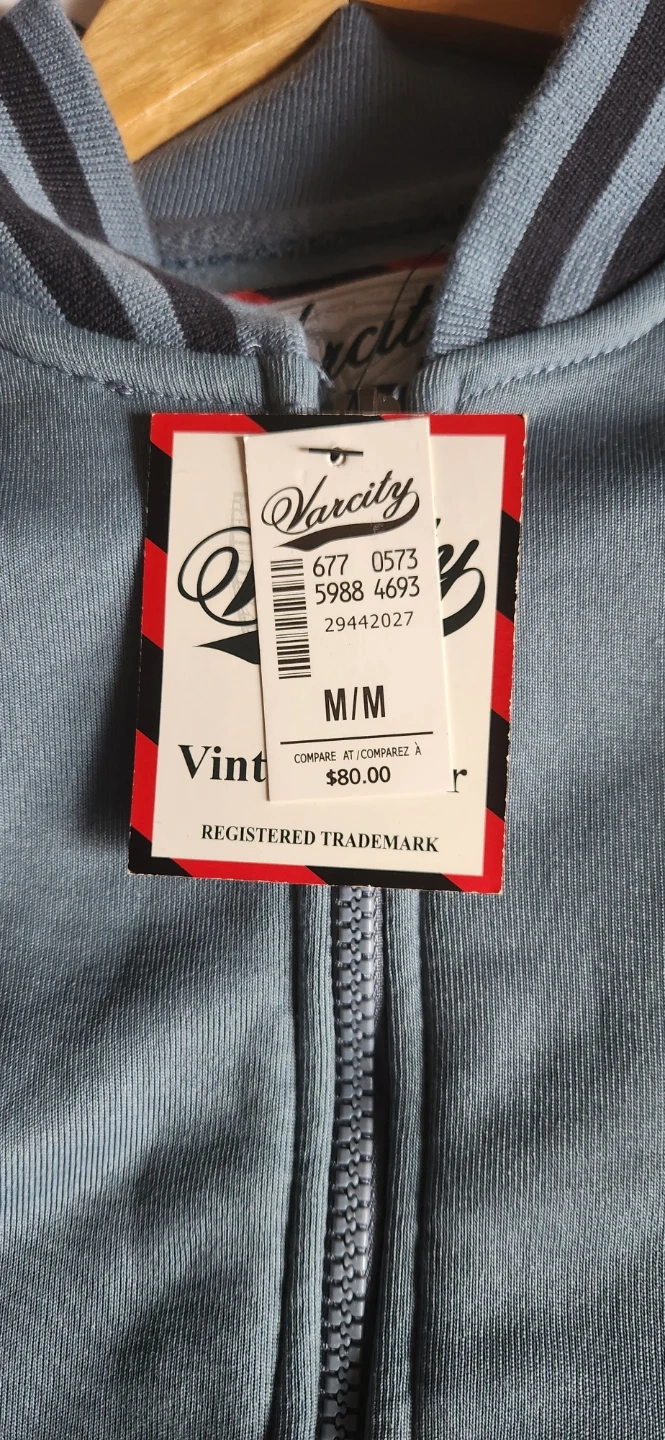 Varcity
677 0573
5988 4693
29442027
M/M
COMPARE AT/COMPAREZ À
$80.00
REGISTERED TRADEMARK